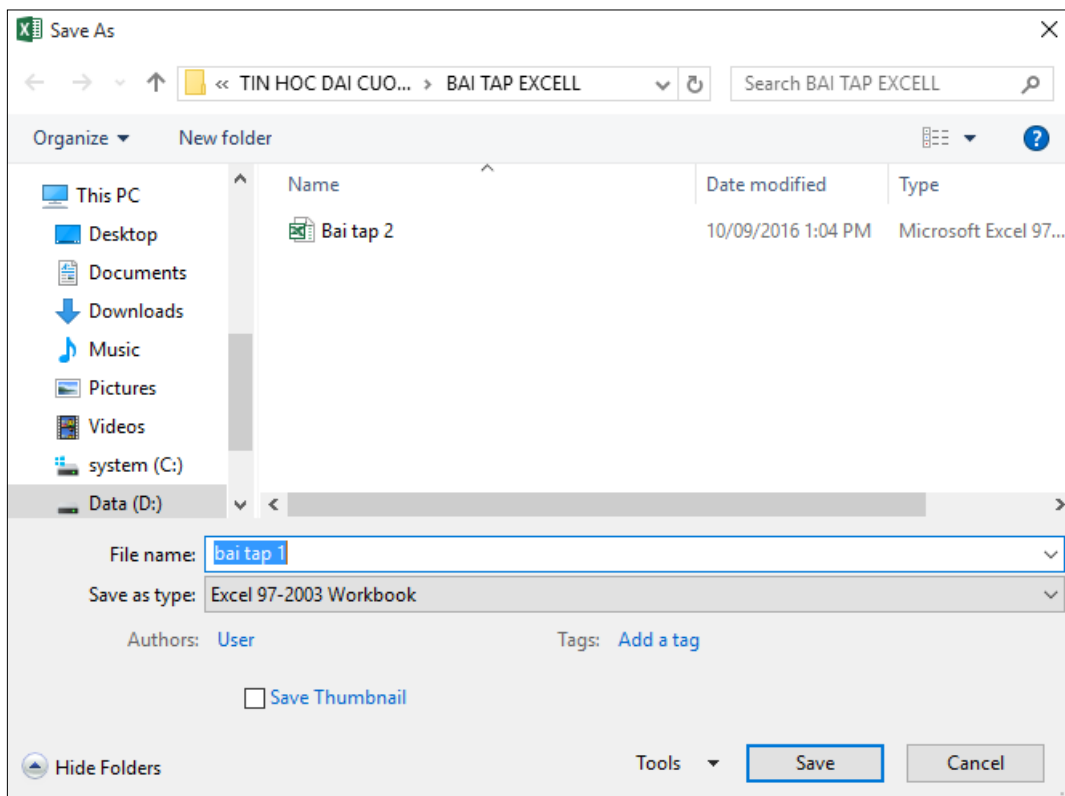 Save As
« TIN HOC DAI CUO... › BAI TAP EXCELL
Search BAI TAP EXCELL
Organize
New folder
?
This PC
Desktop
Documents
Downloads
Music
Pictures
Videos
system (C:)
Data (D:)
Name
Date modified
Type
Bai tap 2
10/09/2016 1:04 PM
Microsoft Excel 97...
File name: bai tap 1
Save as type: Excel 97-2003 Workbook
Authors: User
Tags: Add a tag
Save Thumbnail
Hide Folders
Tools
Save
Cancel